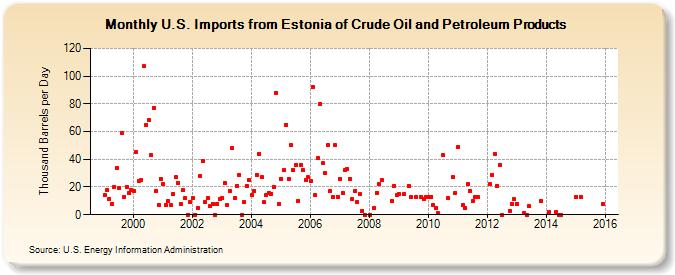 Monthly U.S. Imports from Estonia of Crude Oil and Petroleum Products
Thousand Barrels per Day
120
100
80
60
40
20
0
2000 2002 2004 2006 2008 2010 2012 2014 2016
Source: U.S. Energy Information Administration